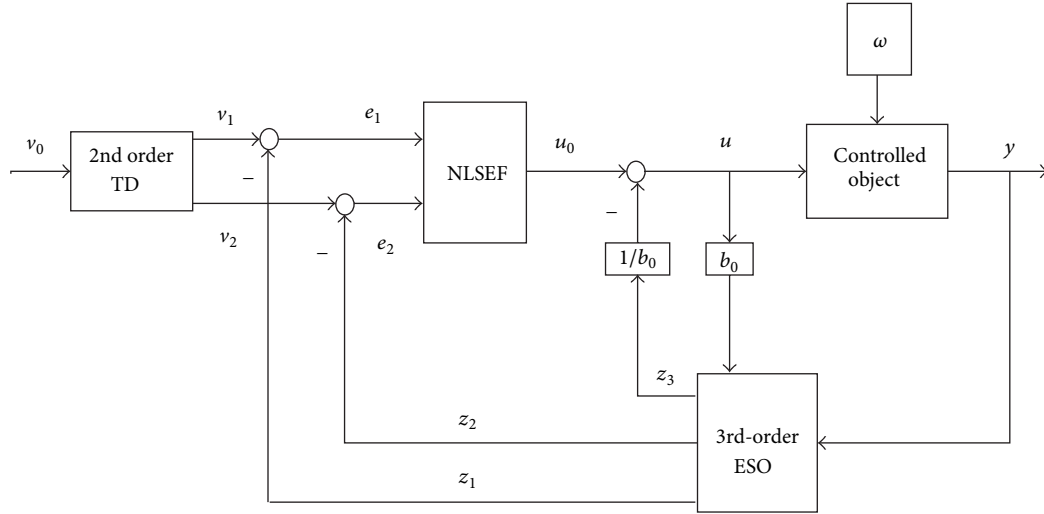 ω
v₀
2nd order
TD
v₁
e₁
NLSEF
u₀
u
Controlled
object
y
−
v₂
−
e₂
−
1/b₀
b₀
z₃
z₂
z₁
3rd-order
ESO